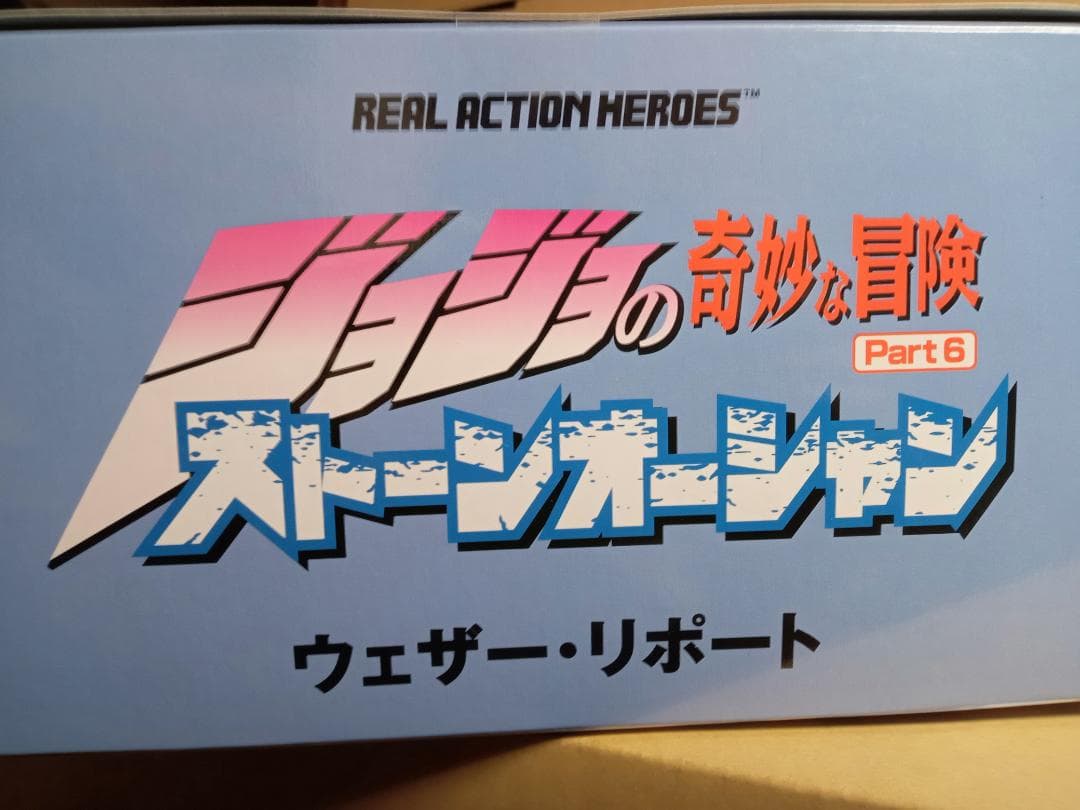 REAL ACTION HEROES™
ジョジョの奇妙な冒険
Part 6
ストーンオーシャン
ウェザー・リポート